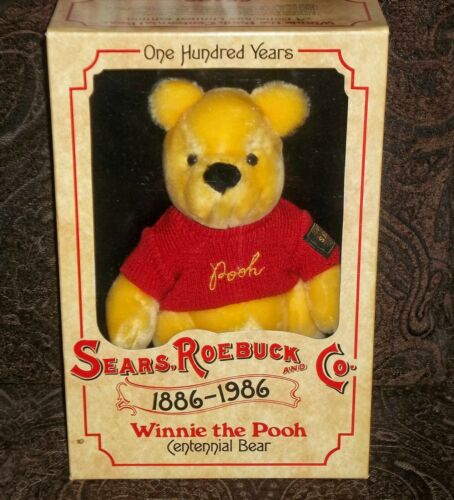 One Hundred Years
Pooh
SEARS, ROEBUCK AND CO.
1886-1986
Winnie the Pooh
Centennial Bear